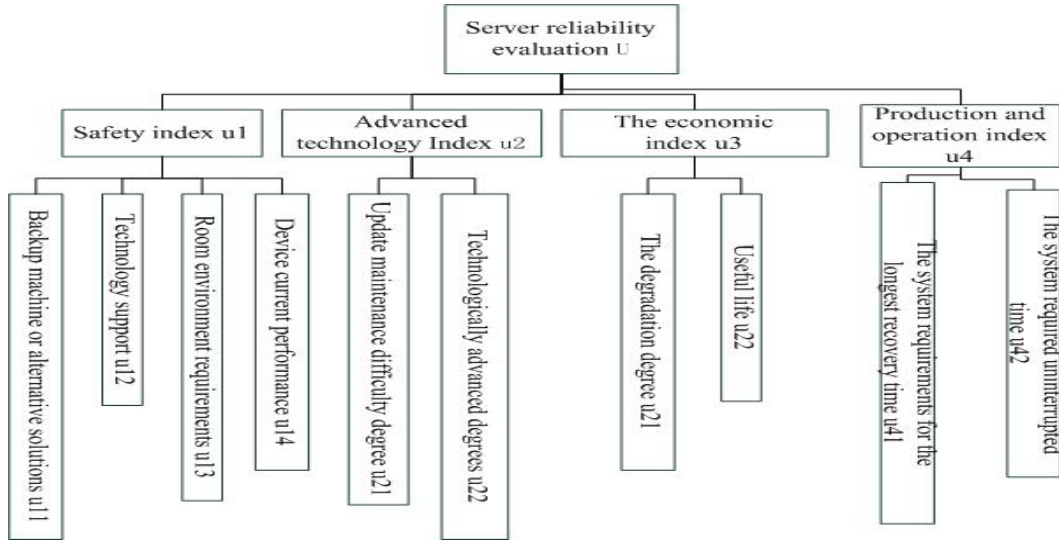 Server reliability
evaluation U
Safety index u1
Advanced
technology Index u2
The economic
index u3
Production and
operation index
u4
Backup machine or alternative solutions u11
Technology support u12
Room environment requirements u13
Device current performance u14
Update maintenance difficulty degree u21
Technologically advanced degrees u22
The degradation degree u21
Useful life u22
The system requirements for the
longest recovery time u41
The system required uninterrupted
time u42